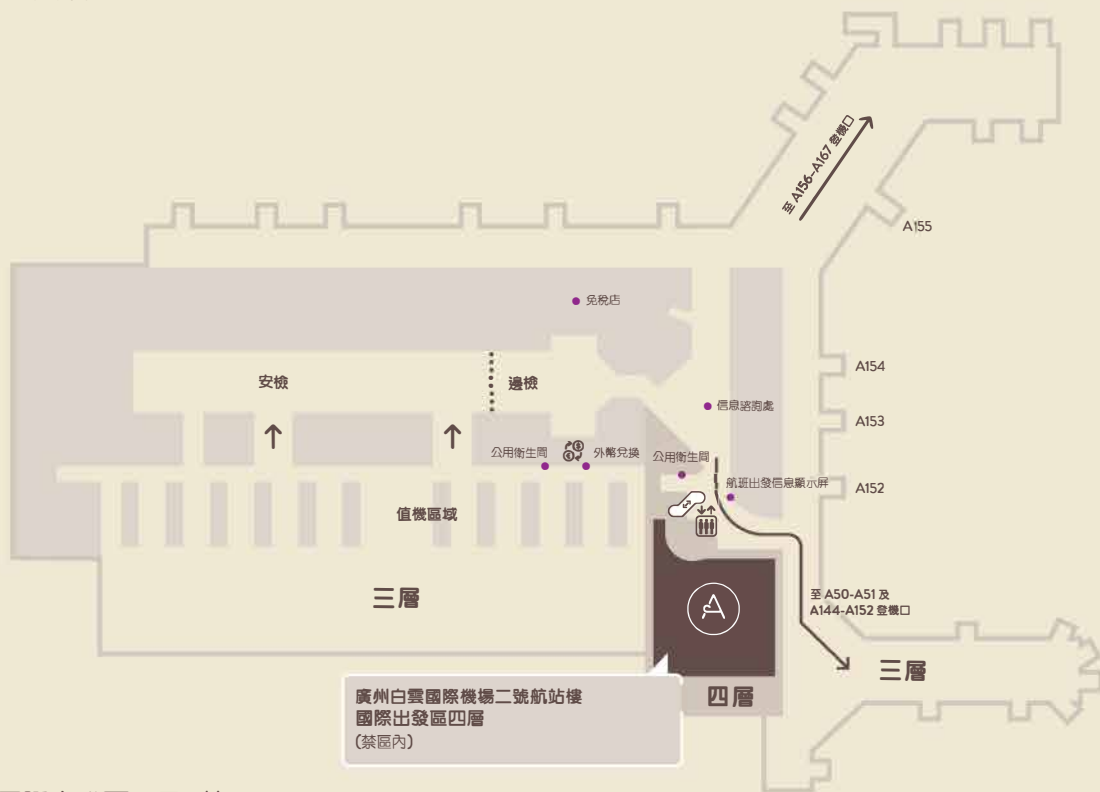 至 A156-A167 登機口
A155
免稅店
安檢
邊檢
A154
信息諮詢處
A153
公用衛生間
外幣兌換
公用衛生間
航班出發信息顯示屏
A152
值機區域
三層
至 A50-A51 及
A144-A152 登機口
三層
四層
廣州白雲國際機場二號航站樓
國際出發區四層
(禁區內)